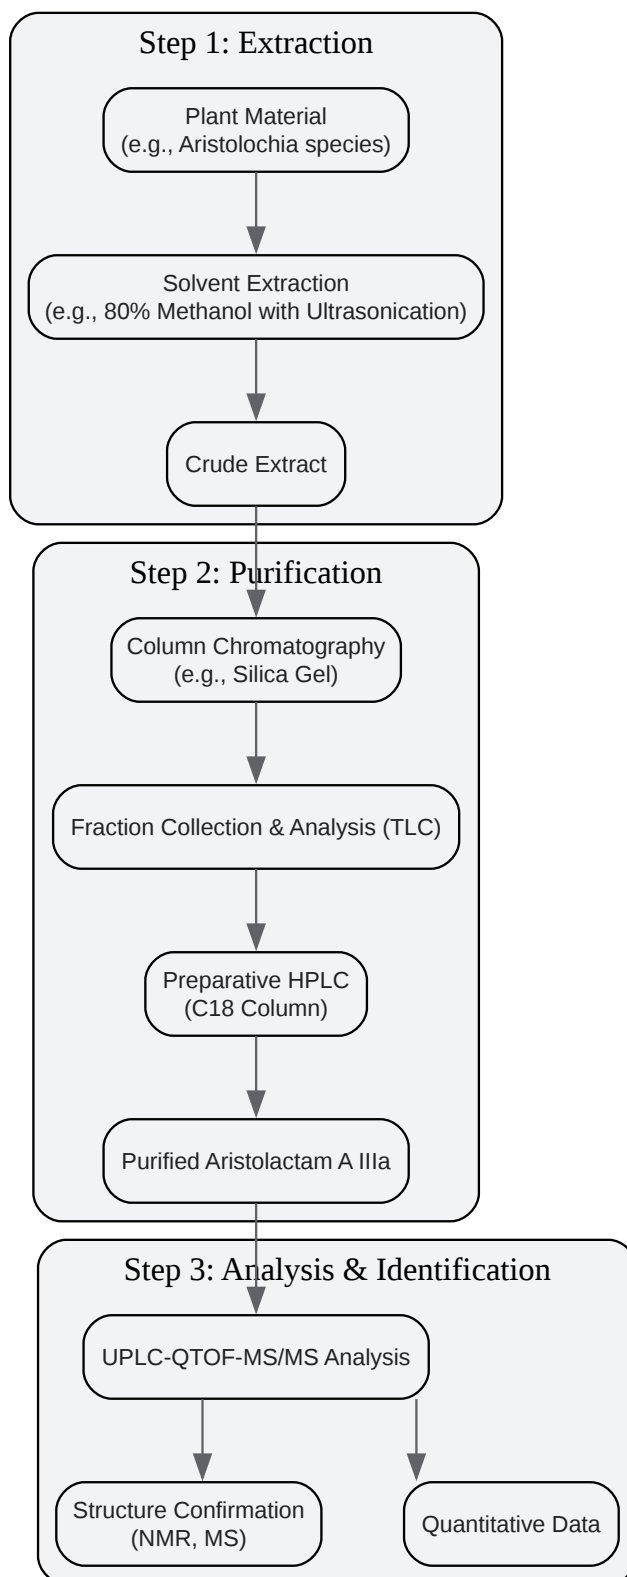 Step 1: Extraction
Plant Material
(e.g., Aristolochia species)
Solvent Extraction
(e.g., 80% Methanol with Ultrasonication)
Crude Extract
Step 2: Purification
Column Chromatography
(e.g., Silica Gel)
Fraction Collection & Analysis (TLC)
Preparative HPLC
(C18 Column)
Purified Aristolactam A IIIa
Step 3: Analysis & Identification
UPLC-QTOF-MS/MS Analysis
Structure Confirmation
(NMR, MS)
Quantitative Data